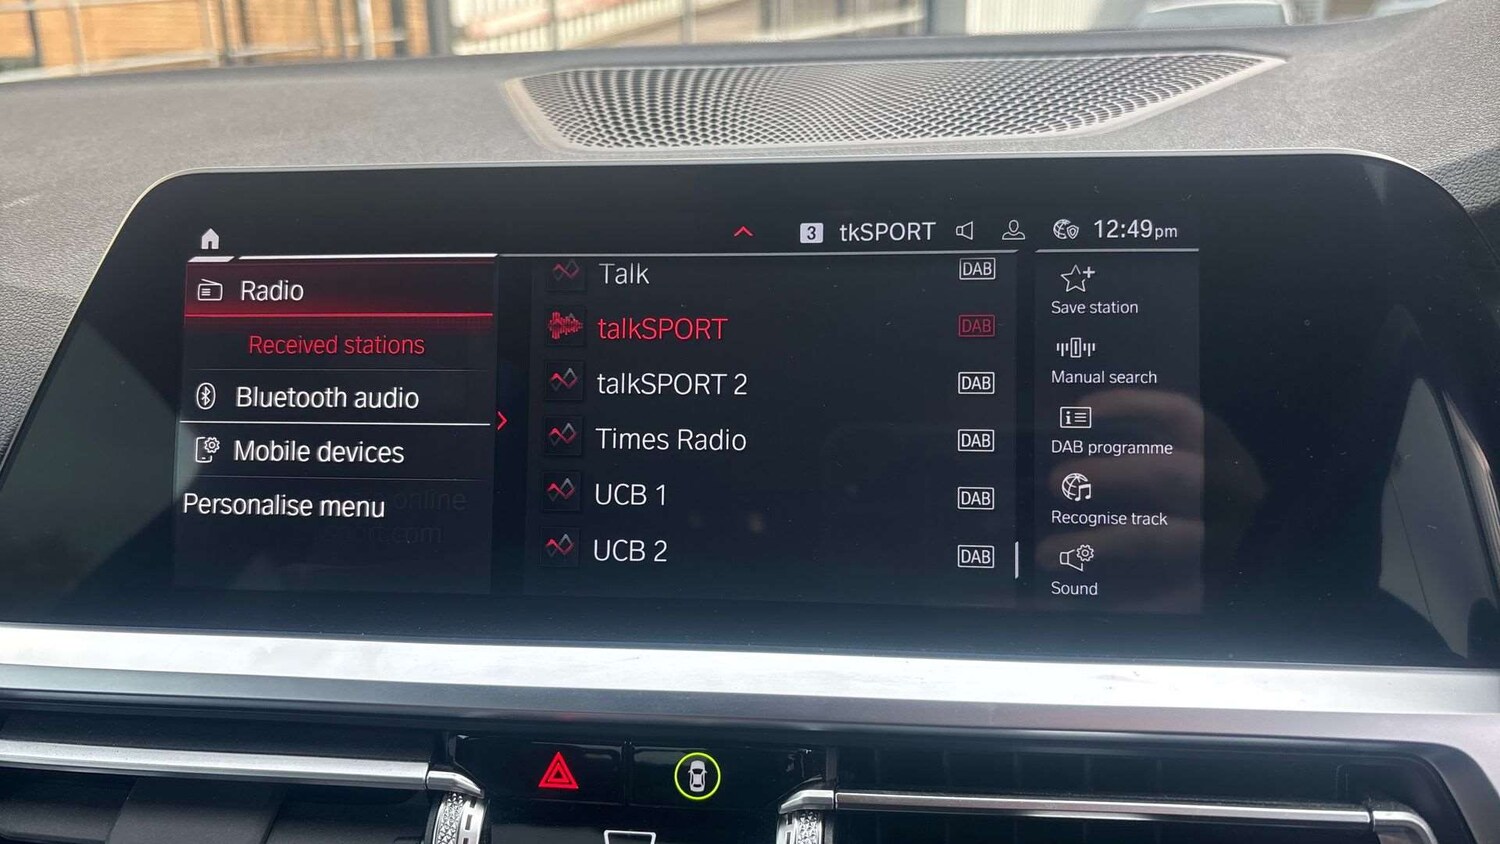 3 tkSPORT 12:49pm
Radio
Received stations
Bluetooth audio
Mobile devices
Personalise menu
Talk DAB
talkSPORT DAB
talkSPORT 2 DAB
Times Radio DAB
UCB 1 DAB
UCB 2 DAB
Save station
Manual search
DAB programme
Recognise track
Sound
online